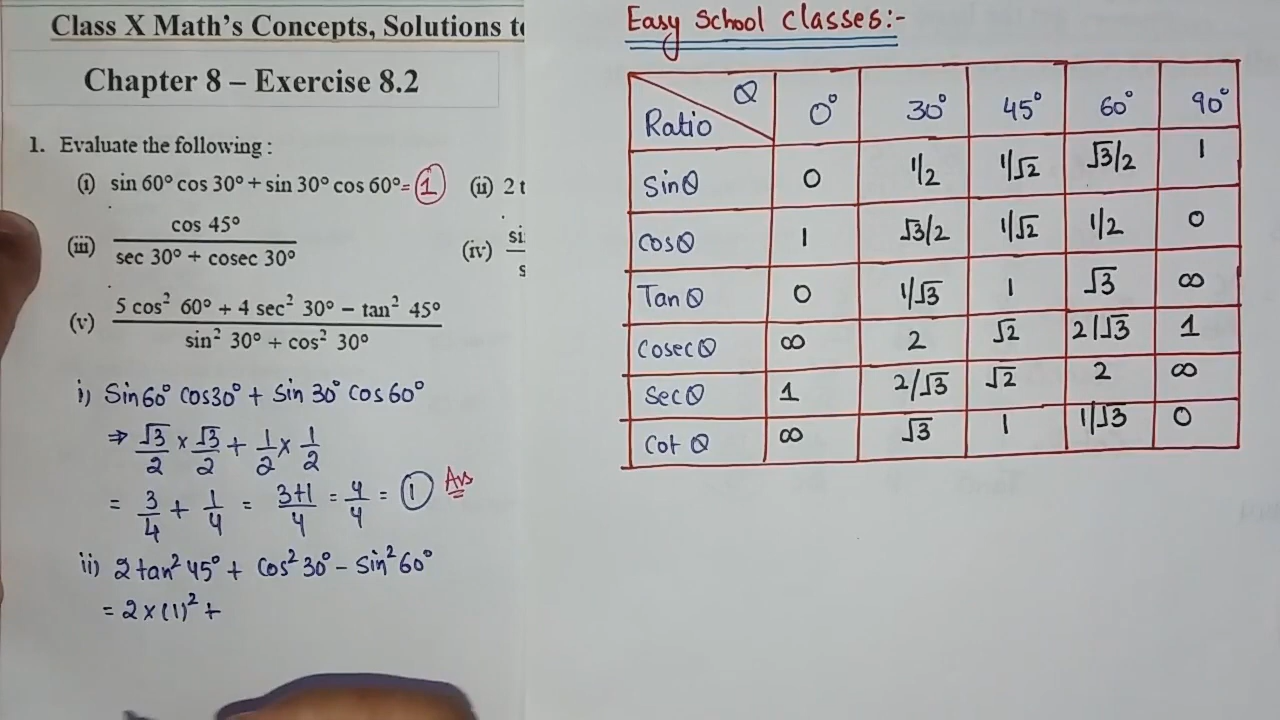 Class X Math's Concepts, Solutions to
Chapter 8 – Exercise 8.2
1. Evaluate the following :
(i) sin 60° cos 30° + sin 30° cos 60° = 1 (ii) 2 t
(iii) cos 45° / sec 30° + cosec 30° (iv) si / s
(v) 5 cos² 60° + 4 sec² 30° − tan² 45° / sin² 30° + cos² 30°
i) Sin60° cos30° + Sin 30° cos60°
⇒ √3/2 × √3/2 + 1/2 × 1/2
= 3/4 + 1/4 = 3+1/4 = 4/4 = 1 Ans
ii) 2tan² 45° + cos² 30° − Sin² 60°
= 2×(1)² +
Easy School Classes:-
Ratio θ 0° 30° 45° 60° 90°
Sinθ 0 1/2 1/√2 √3/2 1
Cosθ 1 √3/2 1/√2 1/2 0
Tanθ 0 1/√3 1 √3 ∞
Cosecθ ∞ 2 √2 2/√3 1
Secθ 1 2/√3 √2 2 ∞
Cot θ ∞ √3 1 1/√3 0